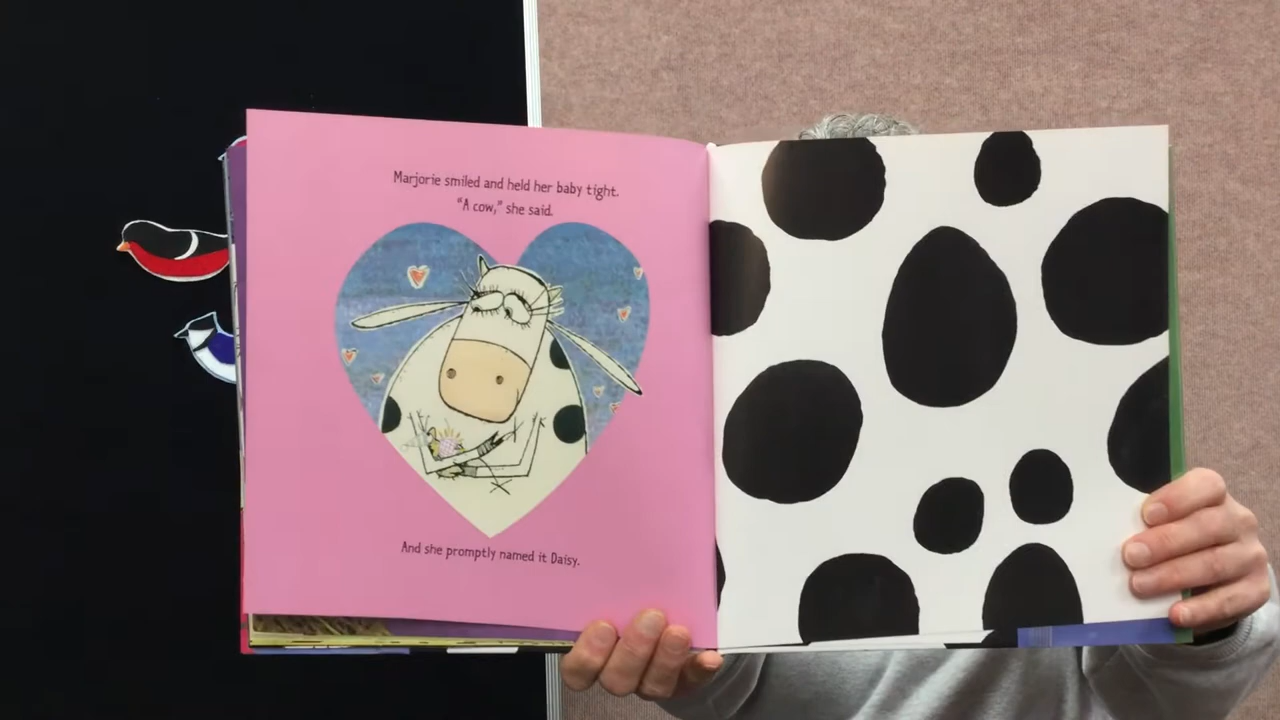 Marjorie smiled and held her baby tight.
“A cow,” she said.
And she promptly named it Daisy.